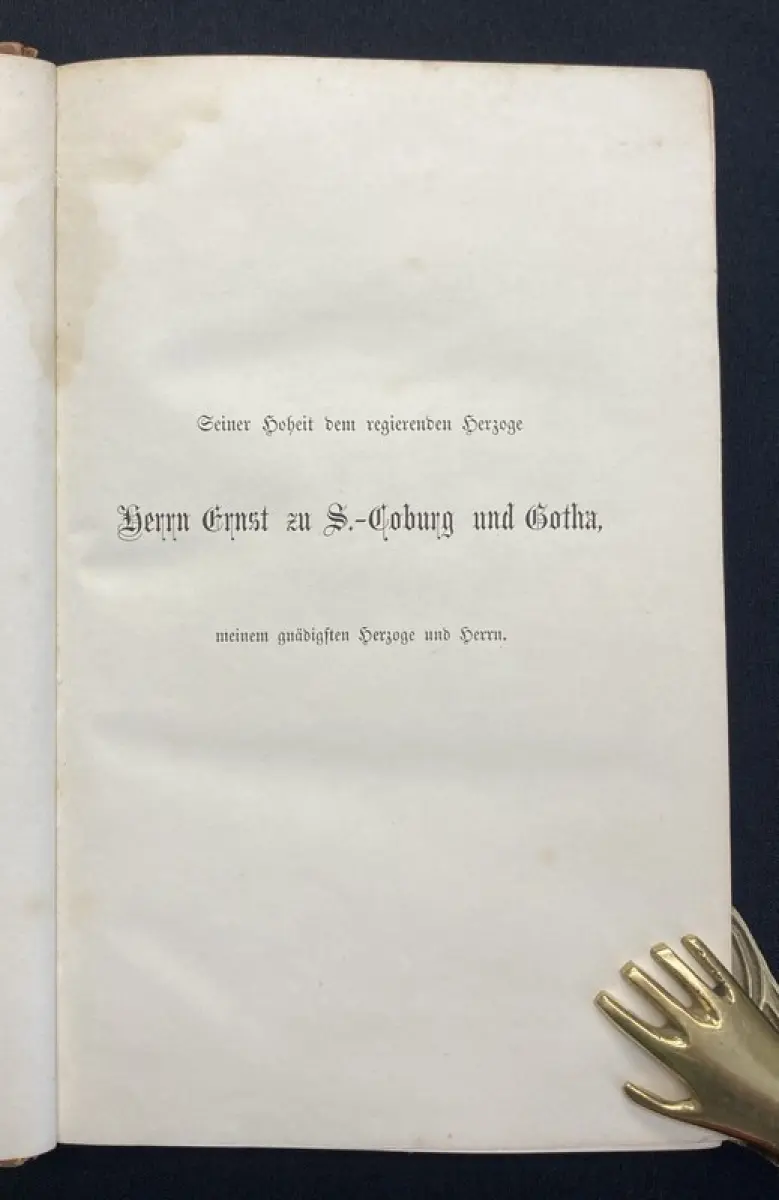 Seiner Hoheit dem regierenden Herzoge
Herrn Ernst zu S.-Coburg und Gotha,
meinem gnädigsten Herzoge und Herrn.